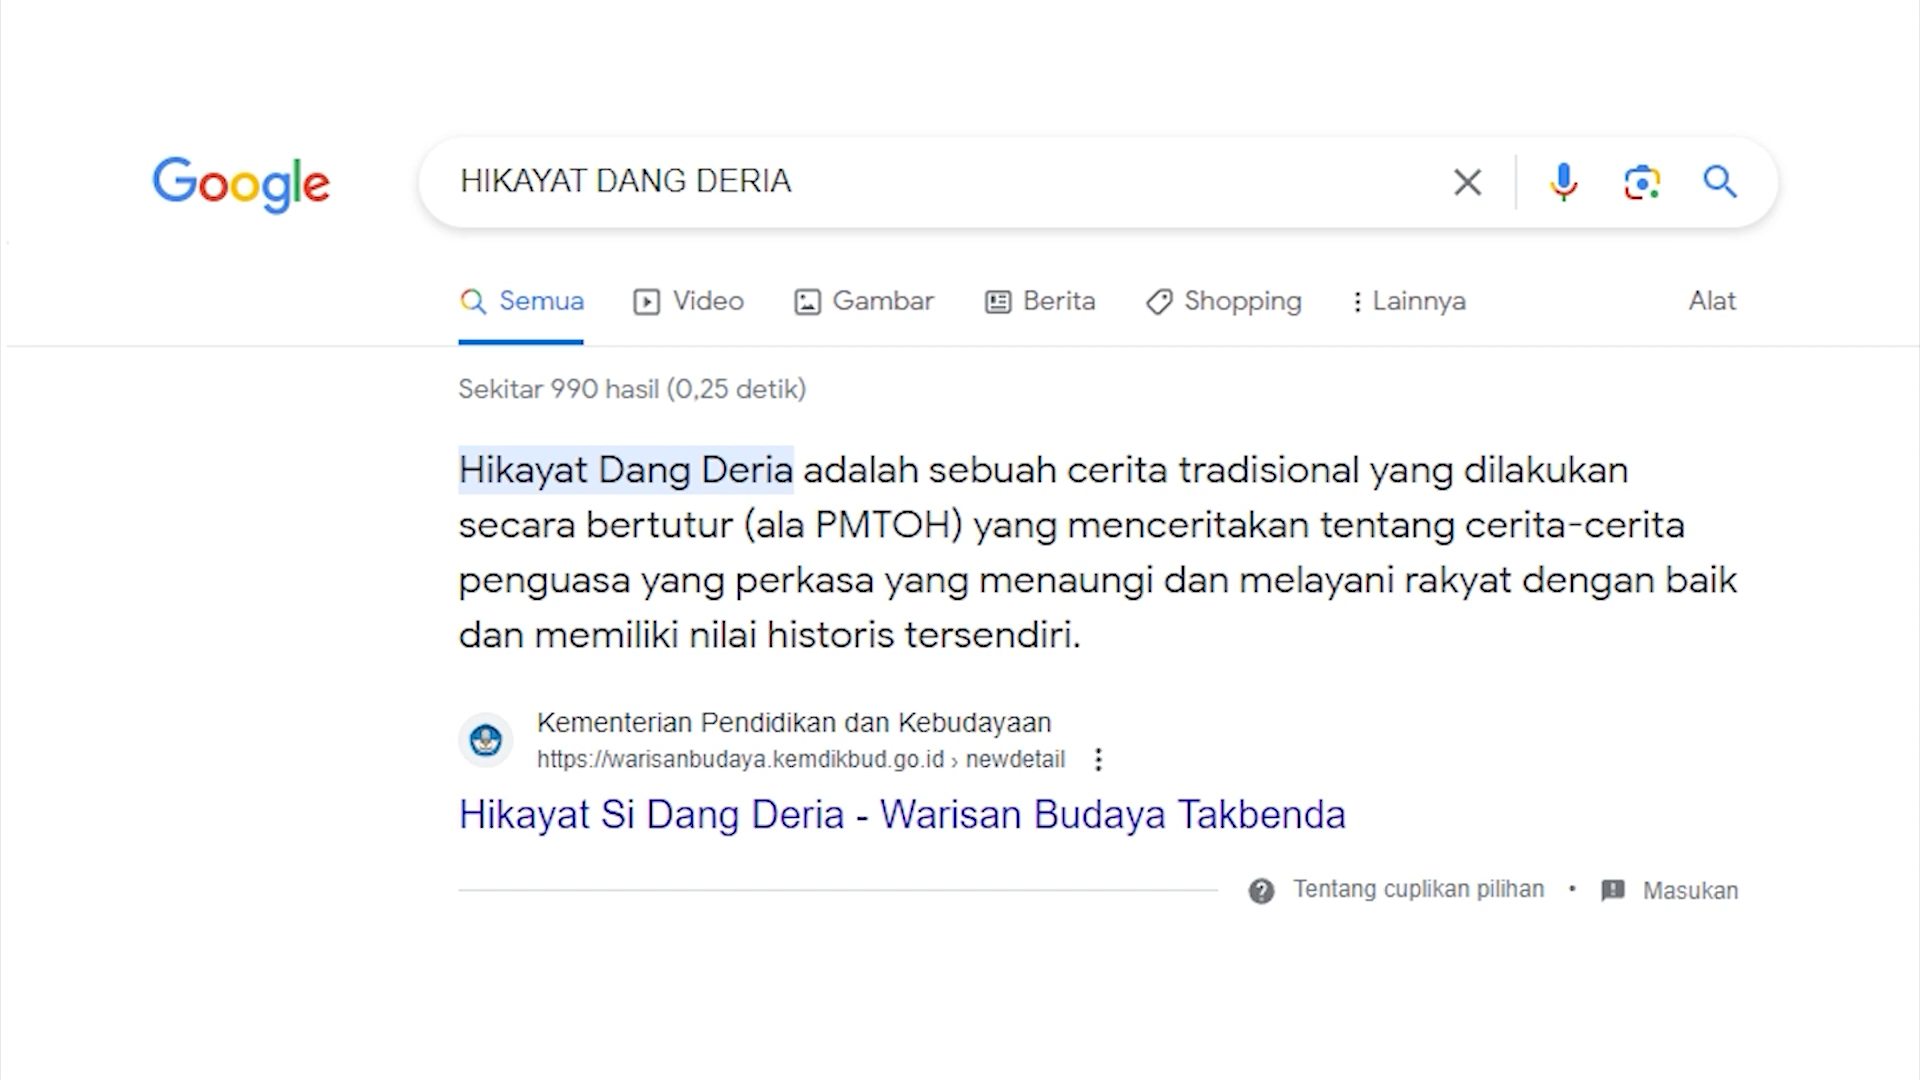 Google
HIKAYAT DANG DERIA
Semua
Video
Gambar
Berita
Shopping
Lainnya
Alat
Sekitar 990 hasil (0,25 detik)
Hikayat Dang Deria adalah sebuah cerita tradisional yang dilakukan
secara bertutur (ala PMTOH) yang menceritakan tentang cerita-cerita
penguasa yang perkasa yang menaungi dan melayani rakyat dengan baik
dan memiliki nilai historis tersendiri.
Kementerian Pendidikan dan Kebudayaan
https://warisanbudaya.kemdikbud.go.id › newdetail
Hikayat Si Dang Deria - Warisan Budaya Takbenda
Tentang cuplikan pilihan • Masukan